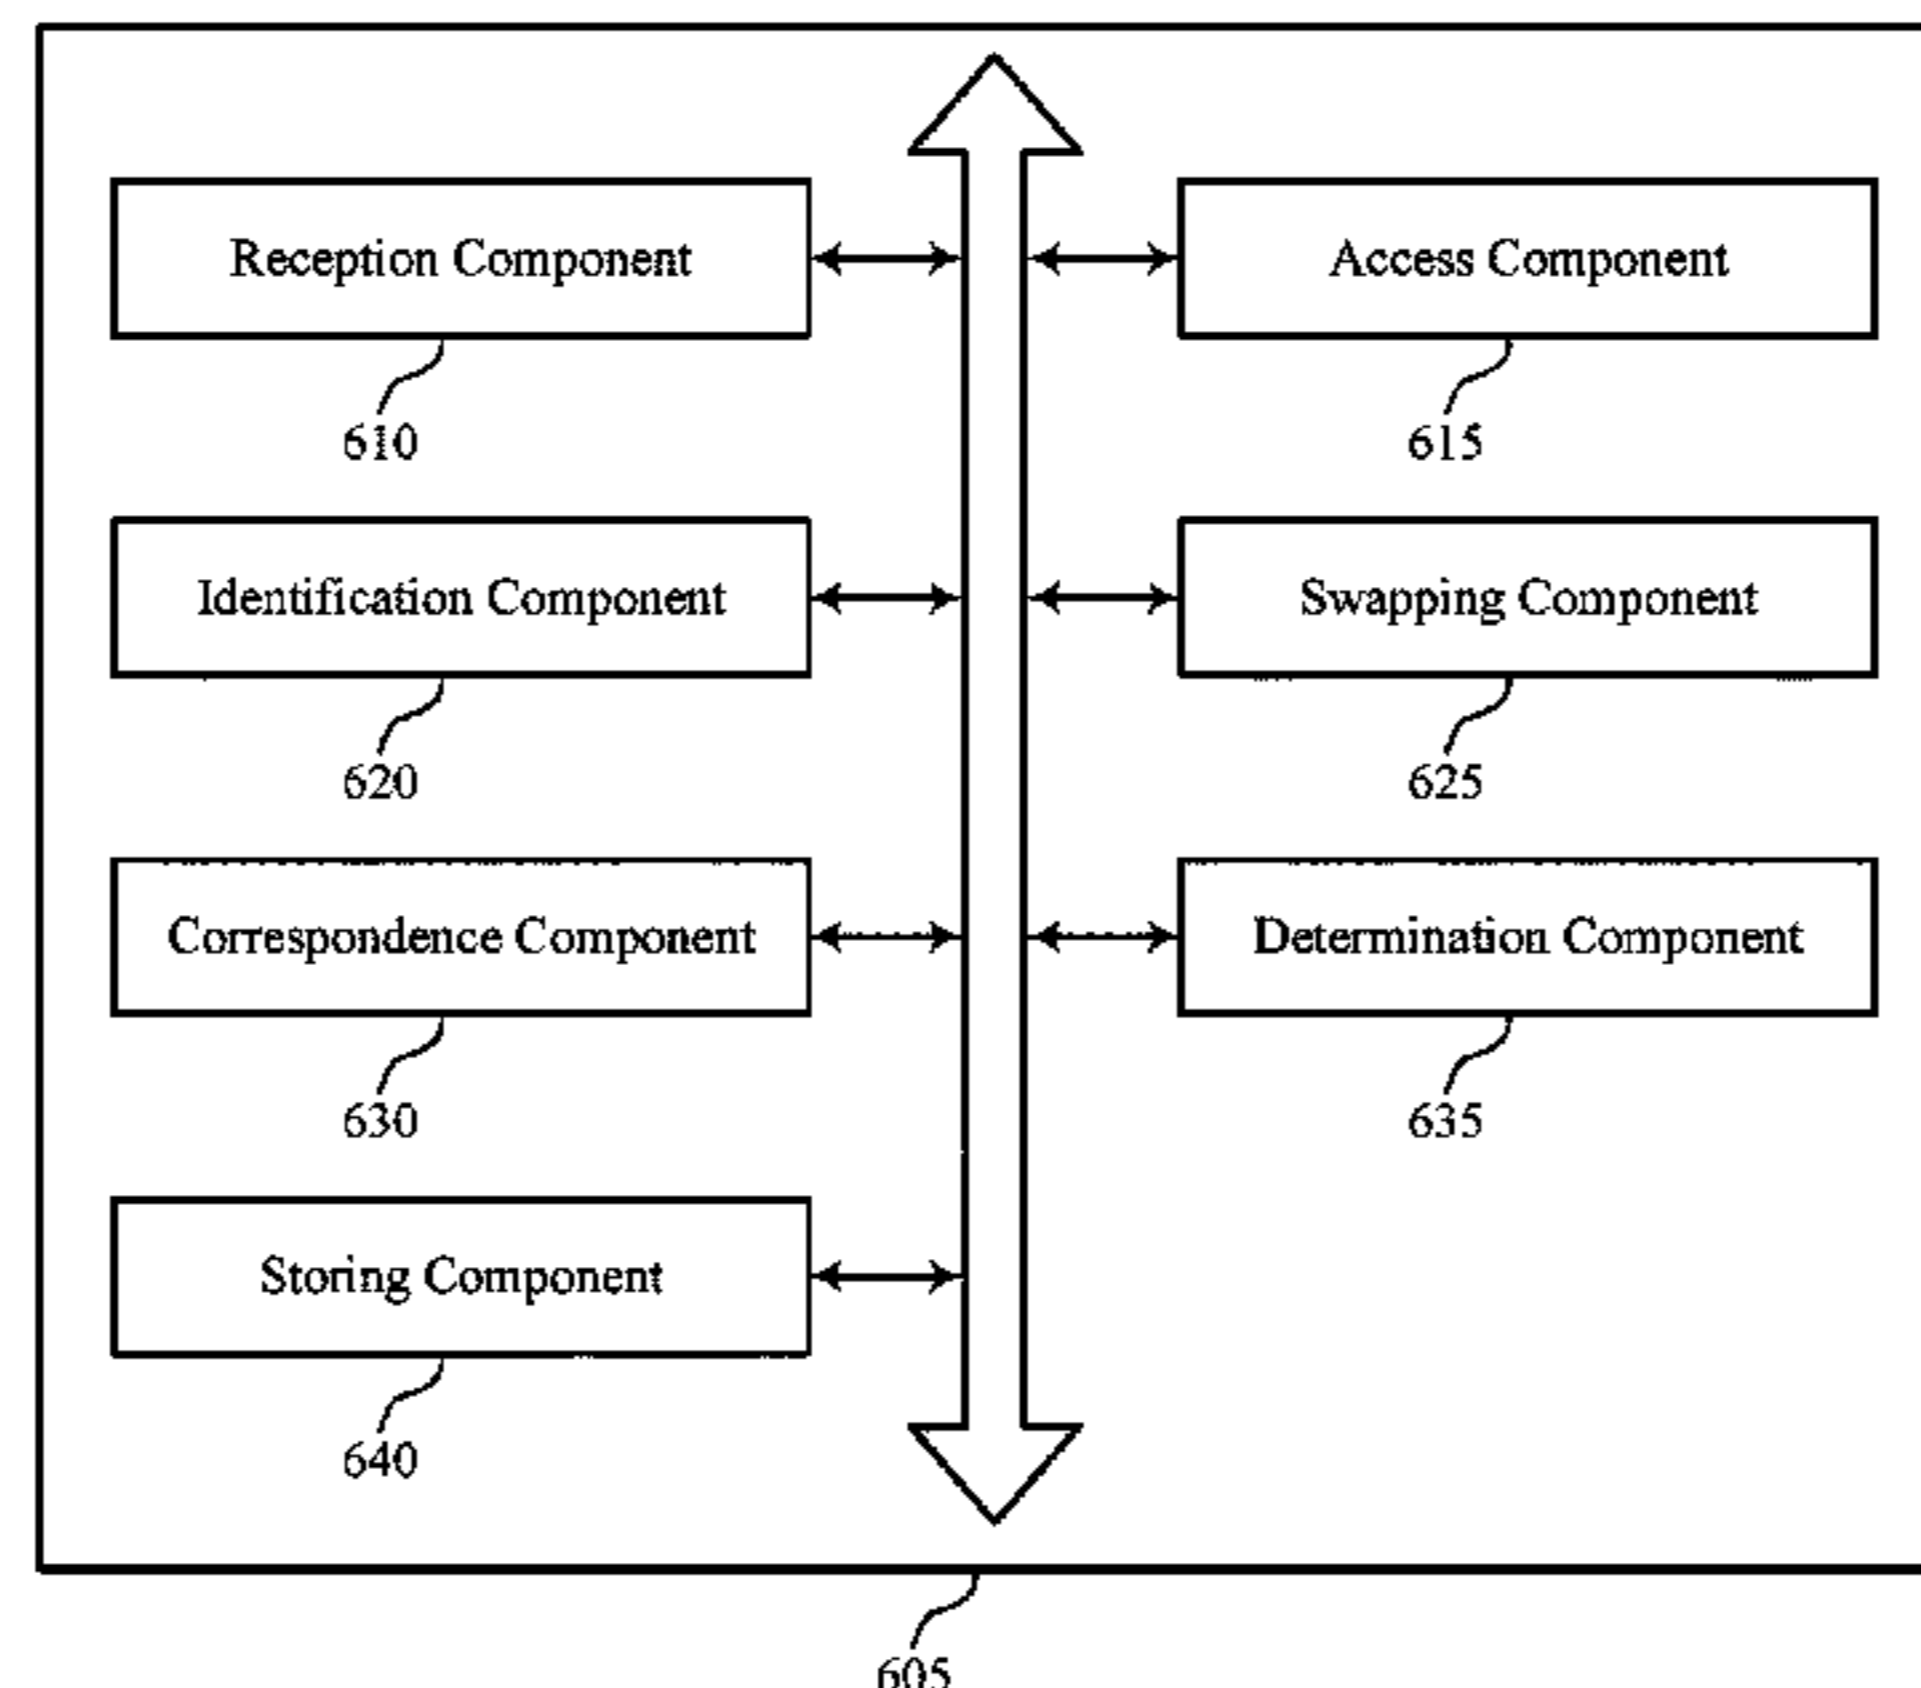 Reception Component
Access Component
610
615
Identification Component
Swapping Component
620
625
Correspondence Component
Determination Component
630
635
Storing Component
640
605